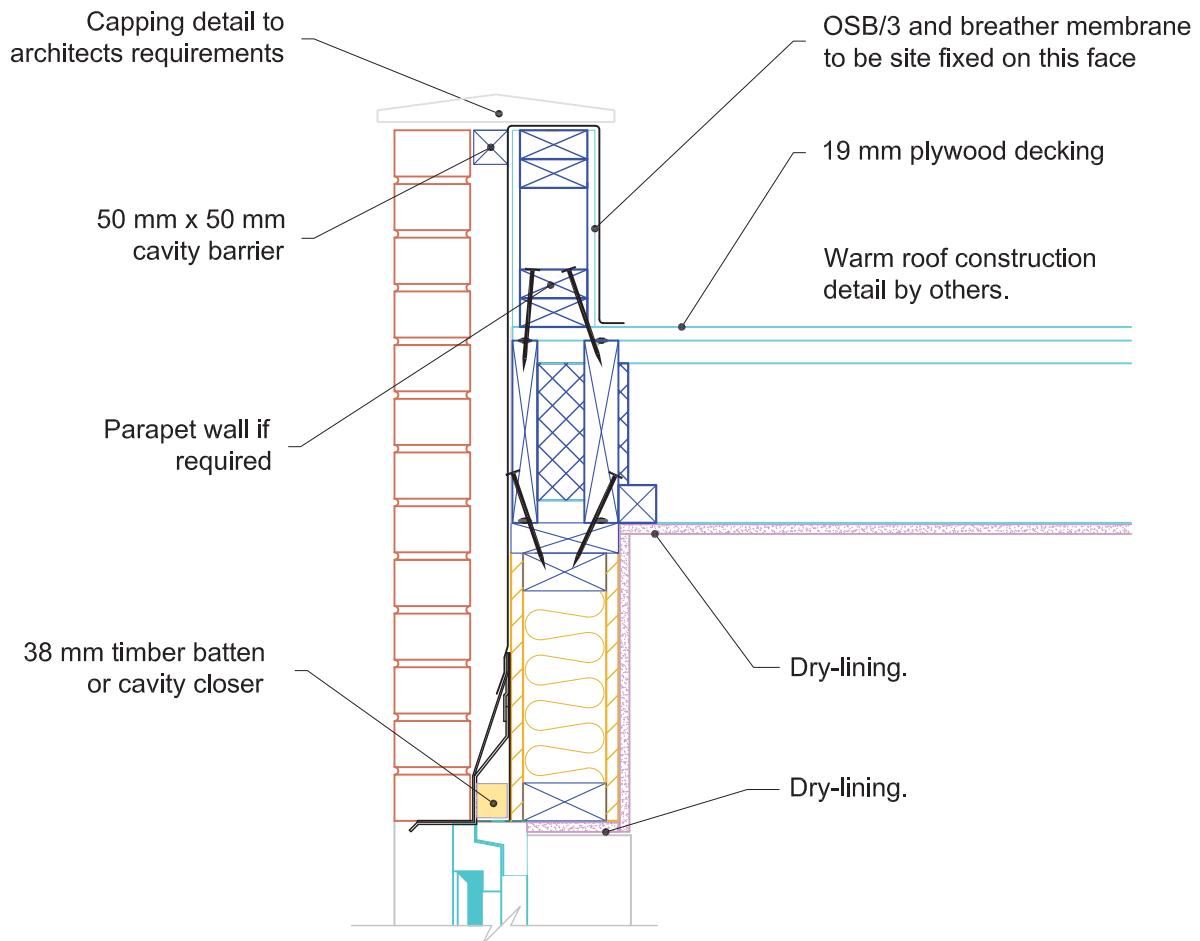 Capping detail to
architects requirements
OSB/3 and breather membrane
to be site fixed on this face
19 mm plywood decking
50 mm x 50 mm
cavity barrier
Warm roof construction
detail by others.
Parapet wall if
required
38 mm timber batten
or cavity closer
Dry-lining.
Dry-lining.